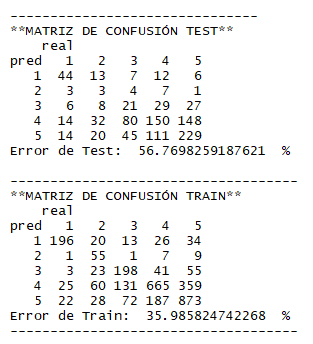 -------------------------------
**MATRIZ DE CONFUSIÓN TEST**
    real
pred   1   2   3   4   5
   1  44  13   7  12   6
   2   3   3   4   7   1
   3   6   8  21  29  27
   4  14  32  80 150 148
   5  14  20  45 111 229
Error de Test:  56.7698259187621  %
------------------------------------
**MATRIZ DE CONFUSIÓN TRAIN**
    real
pred   1   2   3   4   5
   1 196  20  13  26  34
   2   1  55   1   7   9
   3   3  23 198  41  55
   4  25  60 131 665 359
   5  22  28  72 187 873
Error de Train:  35.985824742268  %
------------------------------------